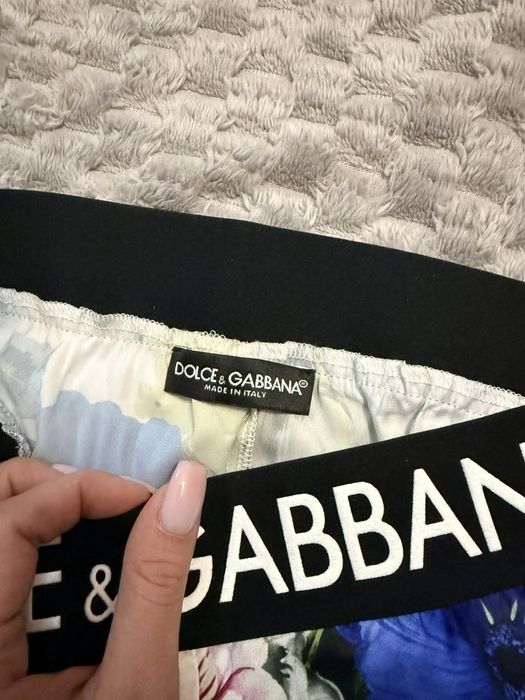 DOLCE & GABBANA®
MADE IN ITALY
E & GABBAN